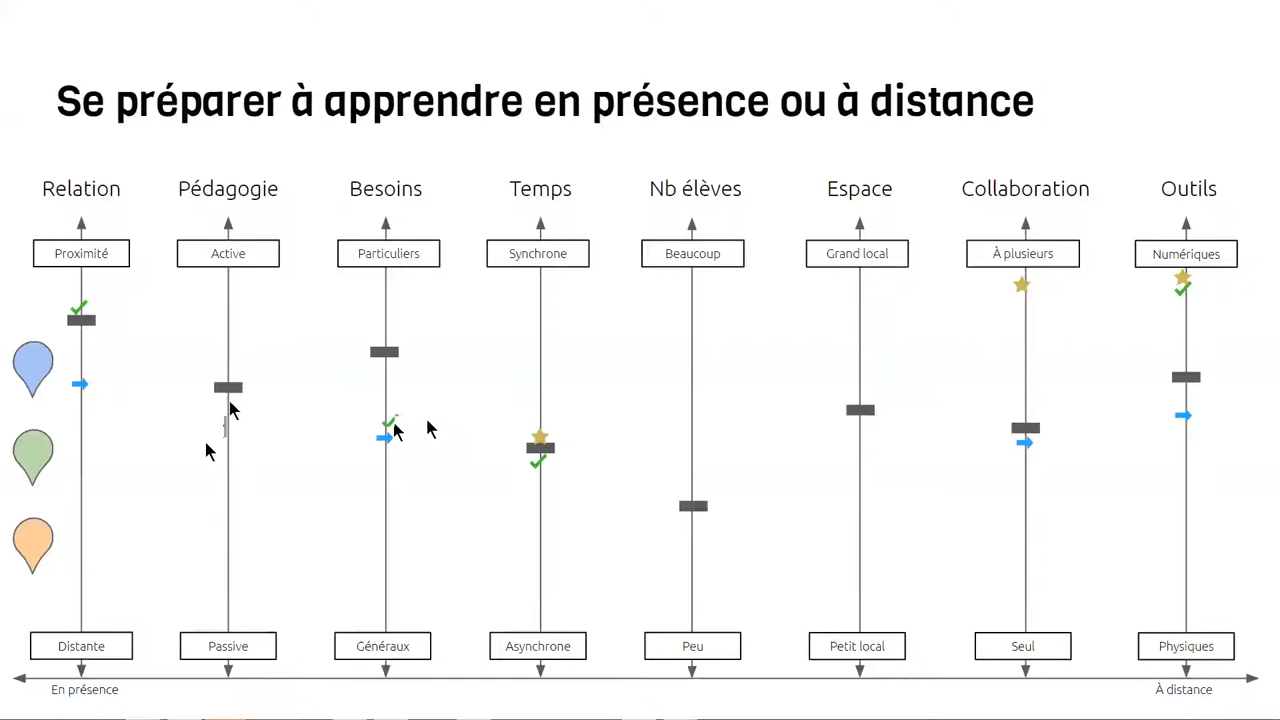 Se préparer à apprendre en présence ou à distance
Relation Pédagogie Besoins Temps Nb élèves Espace Collaboration Outils
Proximité Active Particuliers Synchrone Beaucoup Grand local À plusieurs Numériques
Distante Passive Généraux Asynchrone Peu Petit local Seul Physiques
En présence À distance